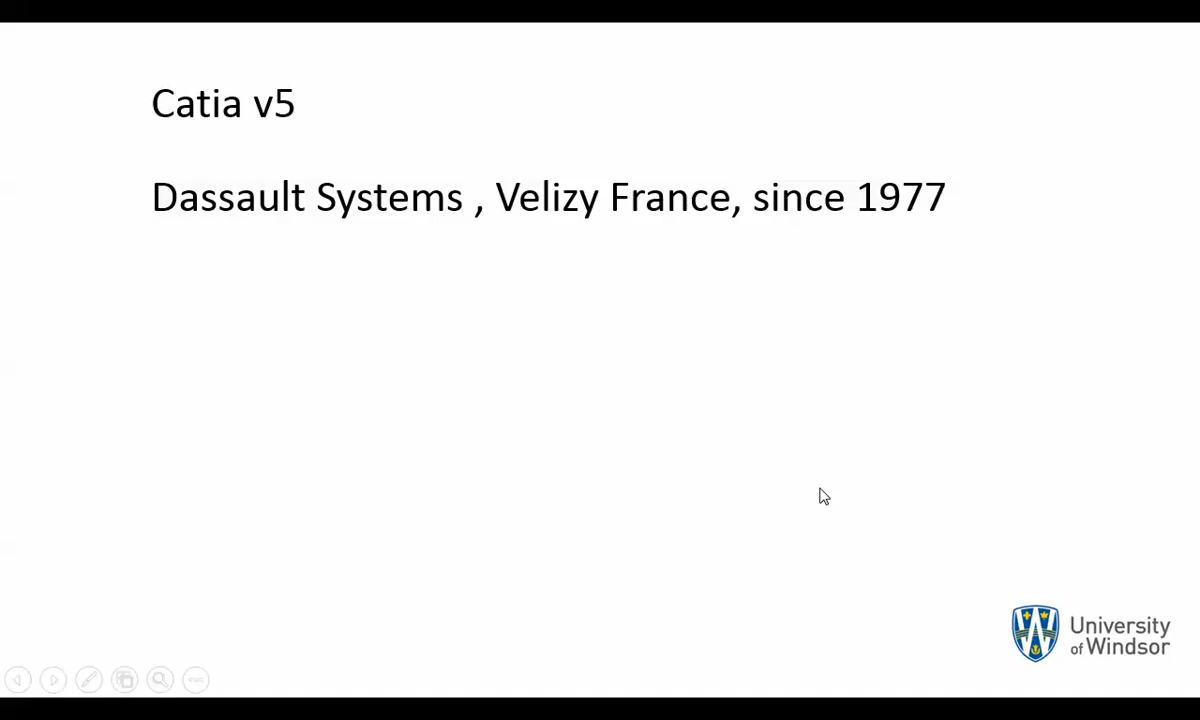 Catia v5
Dassault Systems , Velizy France, since 1977
University
of Windsor